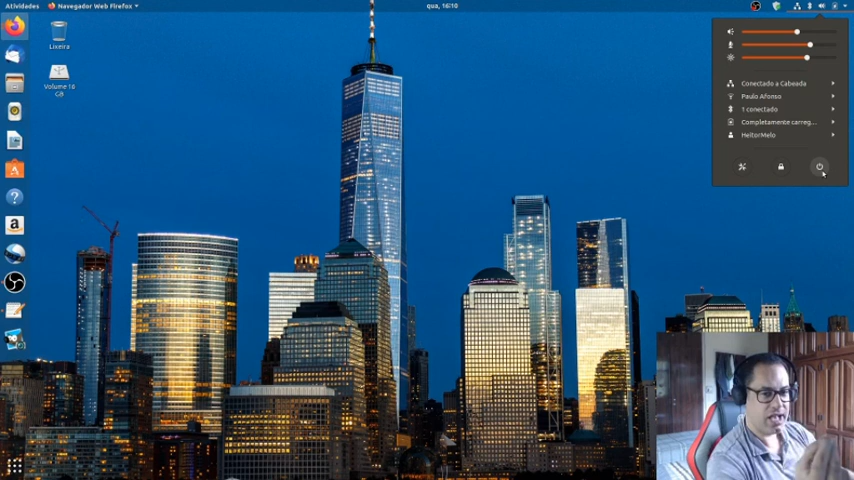 Atividades
Navegador Web Firefox
qua, 16:10
Lixeira
Volume 18
GB
Conectado a Cabeada
Paulo Afonso
1 conectado
Completamente carreg...
HeitorMelo